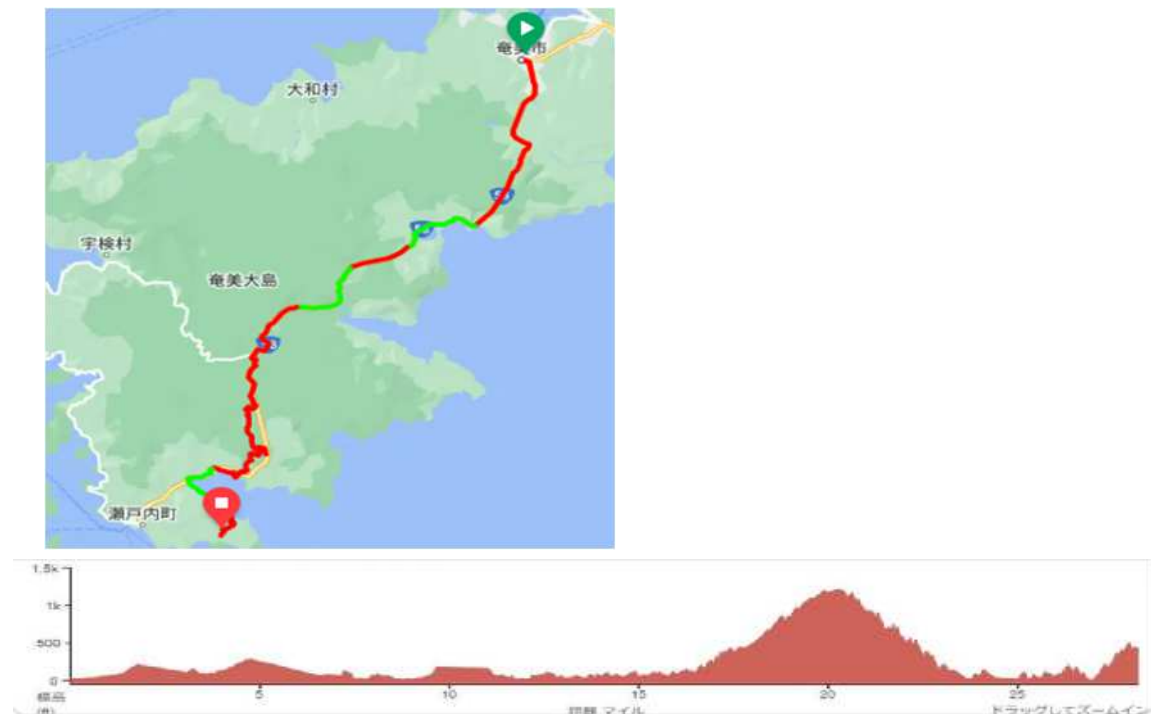 奄美市
大和村
宇検村
奄美大島
瀬戸内町
1.5k
1k
500
0
5
10
15
20
25
標高
(ft)
距離 マイル
ドラッグしてズームイン